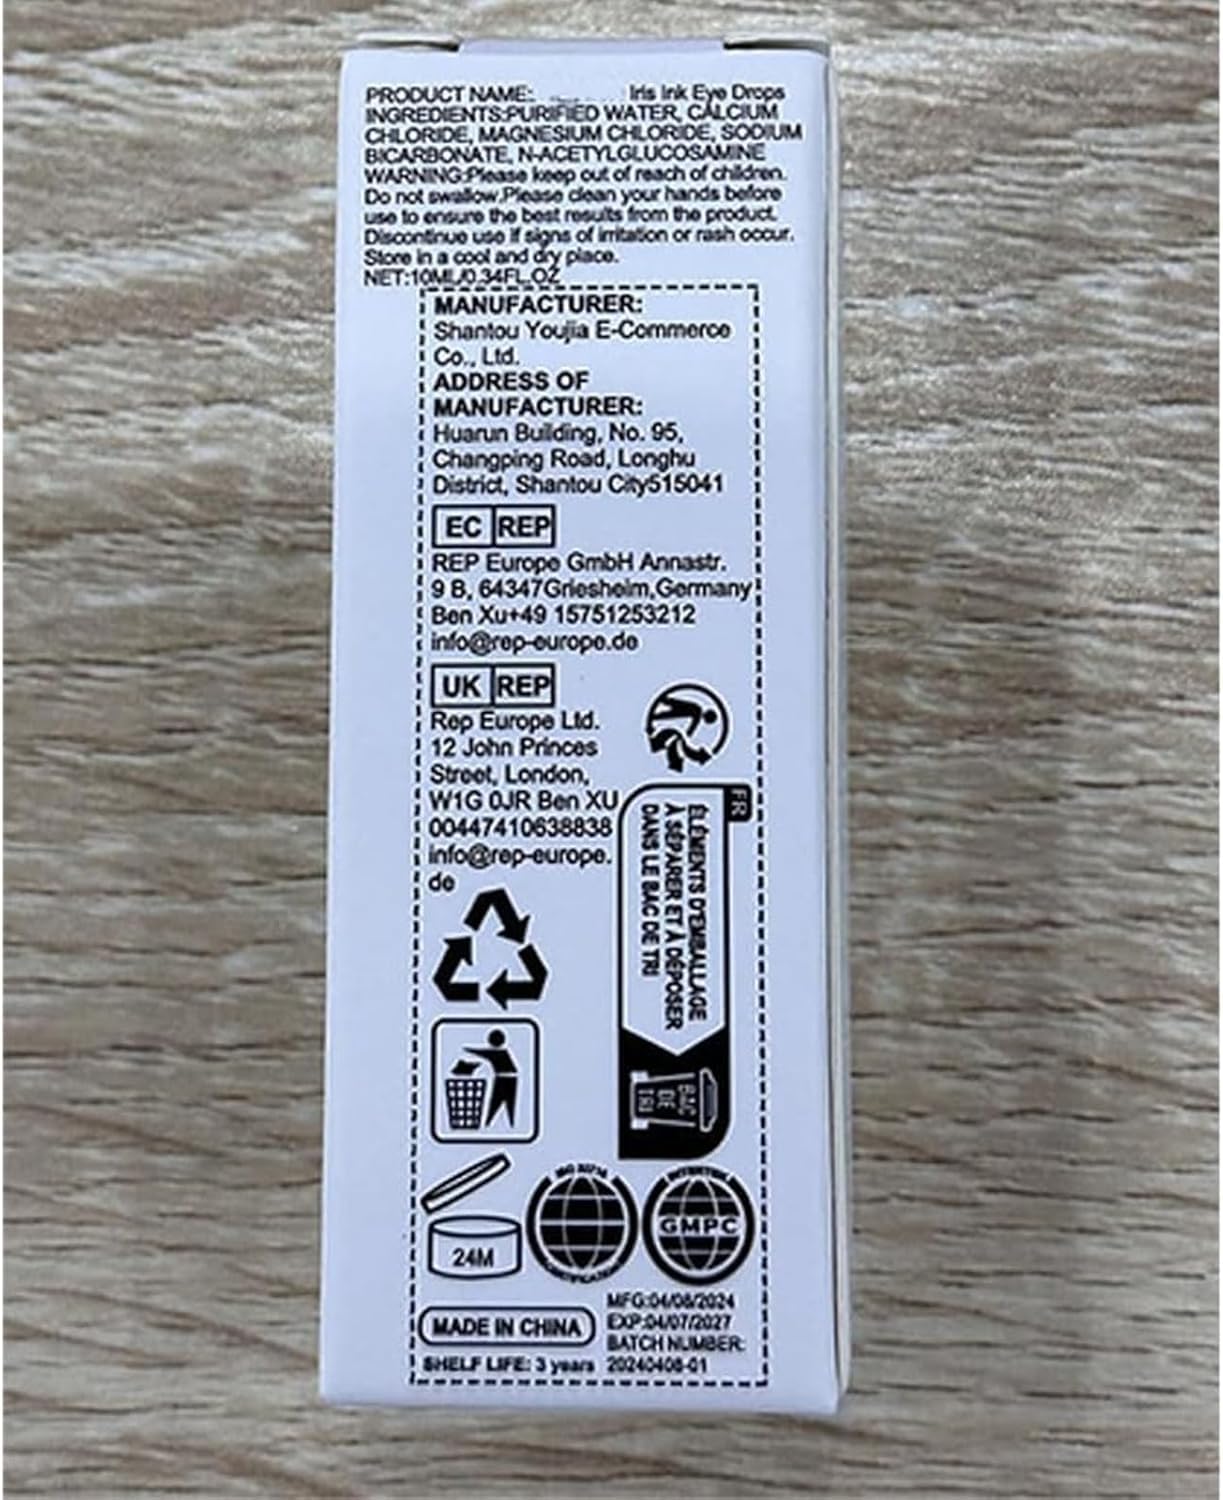 PRODUCT NAME: Iris Ink Eye Drops
INGREDIENTS:PURIFIED WATER, CALCIUM
CHLORIDE, MAGNESIUM CHLORIDE, SODIUM
BICARBONATE, N-ACETYLGLUCOSAMINE
WARNING:Please keep out of reach of children.
Do not swallow.Please clean your hands before
use to ensure the best results from the product.
Discontinue use if signs of irritation or rash occur.
Store in a cool and dry place.
NET:10ML/0.34FL.OZ
MANUFACTURER:
Shantou Youjia E-Commerce
Co., Ltd.
ADDRESS OF
MANUFACTURER:
Huarun Building, No. 95,
Changping Road, Longhu
District, Shantou City515041
EC REP
REP Europe GmbH Annastr.
9 B, 64347Griesheim,Germany
Ben Xu+49 15751253212
info@rep-europe.de
UK REP
Rep Europe Ltd.
12 John Princes
Street, London,
W1G 0JR Ben XU
00447410638838
info@rep-europe.
de
FR
ÉLÉMENTS D'EMBALLAGE
À SÉPARER ET À DÉPOSER
DANS LE BAC DE TRI
BAC
DE
TRI
24M
GMPC
MADE IN CHINA
MFG:04/08/2024
EXP:04/07/2027
BATCH NUMBER:
SHELF LIFE: 3 years 20240408-01